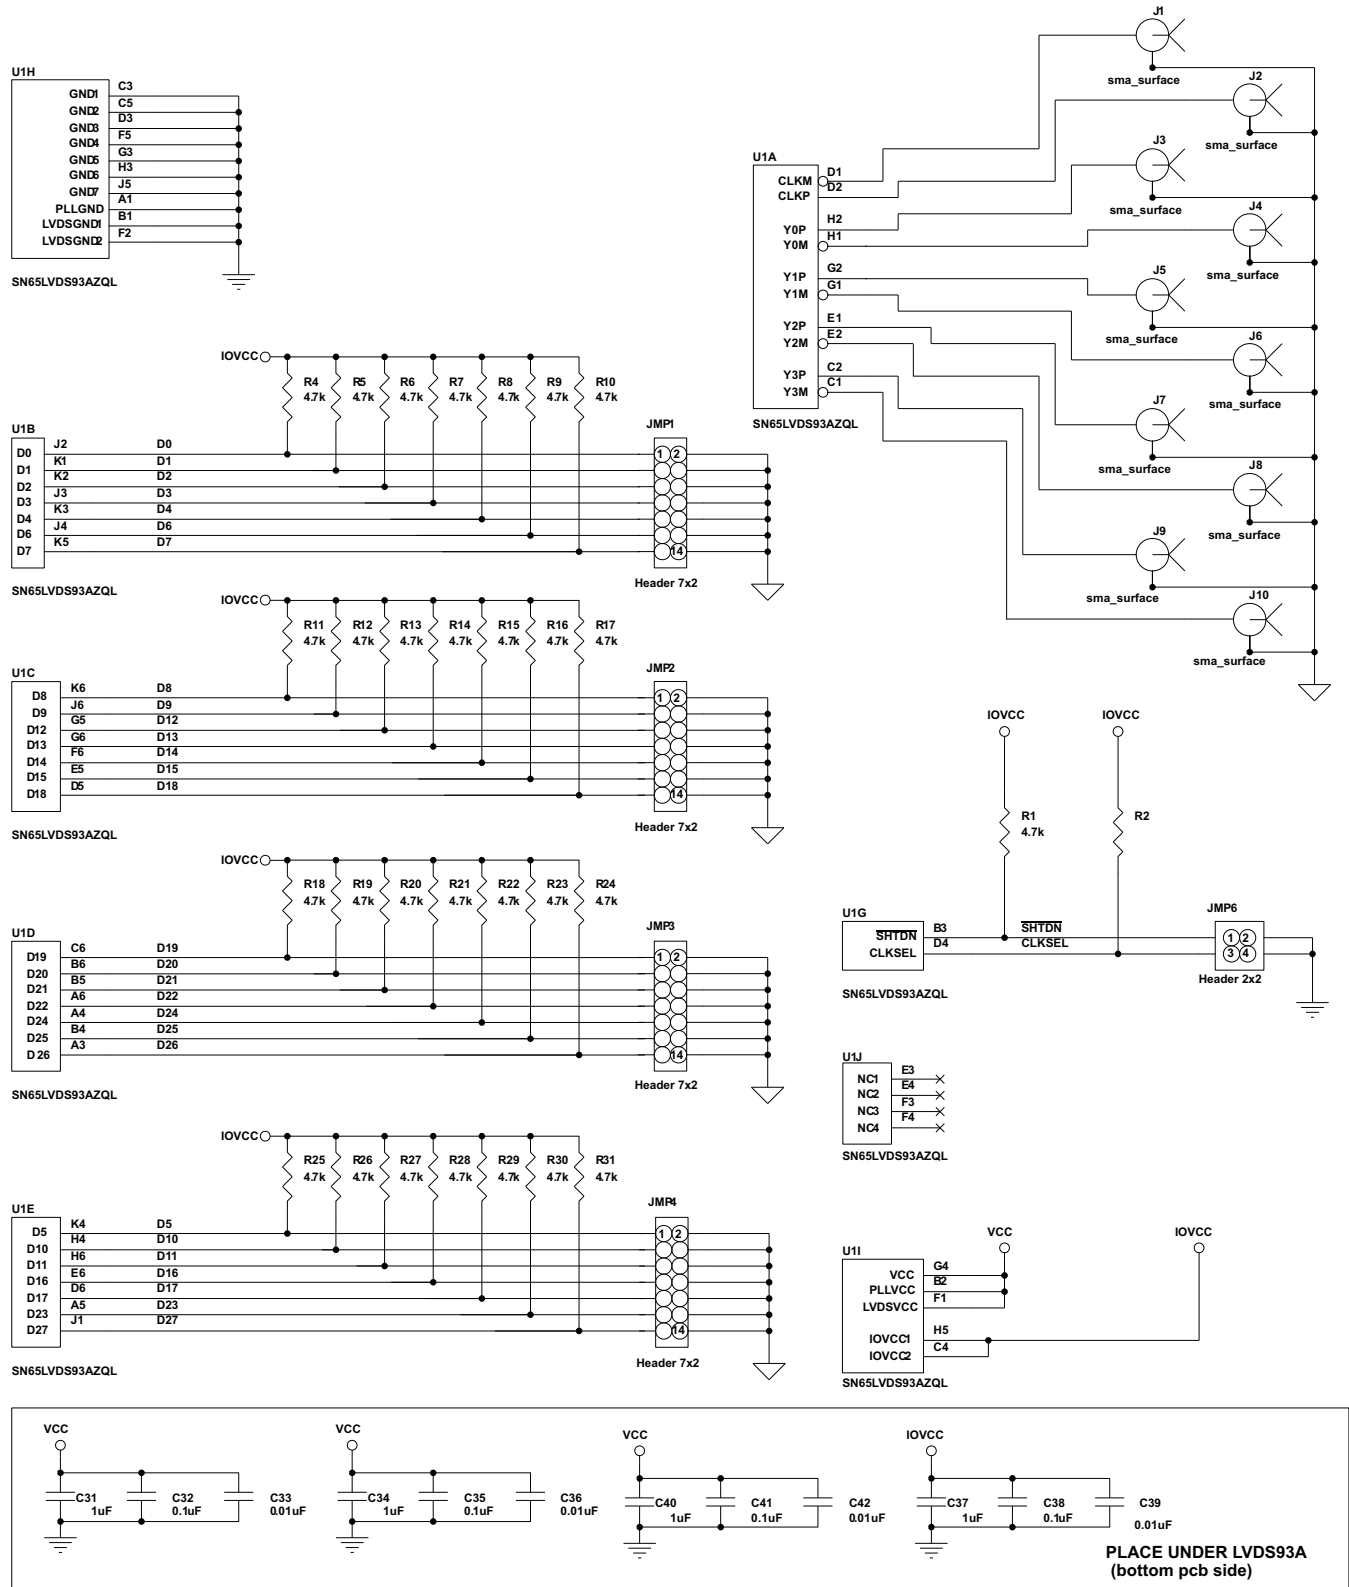 U1H
GND1 C3
GND2 C5
GND3 D3
GND4 F5
GND5 G3
GND6 H3
GND7 J5
PLLGND A1
LVDSGND1 B1
LVDSGND2 F2
SN65LVDS93AZQL
J1
sma_surface
J2
sma_surface
J3
sma_surface
J4
sma_surface
J5
sma_surface
J6
sma_surface
J7
sma_surface
J8
sma_surface
J9
sma_surface
J10
sma_surface
U1A
CLKM D1
CLKP D2
Y0P H2
Y0M H1
Y1P G2
Y1M G1
Y2P E1
Y2M E2
Y3P C2
Y3M C1
SN65LVDS93AZQL
IOVCC
R4 R5 R6 R7 R8 R9 R10
4.7k 4.7k 4.7k 4.7k 4.7k 4.7k 4.7k
U1B
JMP1
D0 J2 D0 1 2
D1 K1 D1
D2 K2 D2
D3 J3 D3
D4 K3 D4
D6 J4 D6
D7 K5 D7 14
SN65LVDS93AZQL
Header 7x2
IOVCC
R11 R12 R13 R14 R15 R16 R17
4.7k 4.7k 4.7k 4.7k 4.7k 4.7k 4.7k
U1C
JMP2
D8 K6 D8 1 2
D9 J6 D9
D12 G5 D12
D13 G6 D13
D14 F6 D14
D15 E5 D15
D18 D5 D18 14
SN65LVDS93AZQL
Header 7x2
IOVCC
R18 R19 R20 R21 R22 R23 R24
4.7k 4.7k 4.7k 4.7k 4.7k 4.7k 4.7k
U1D
JMP3
D19 C6 D19 1 2
D20 B6 D20
D21 B5 D21
D22 A6 D22
D24 A4 D24
D25 B4 D25
D26 A3 D26 14
SN65LVDS93AZQL
Header 7x2
IOVCC
R25 R26 R27 R28 R29 R30 R31
4.7k 4.7k 4.7k 4.7k 4.7k 4.7k 4.7k
U1E
JMP4
D5 K4 D5 1 2
D10 H4 D10
D11 H6 D11
D16 E6 D16
D17 D6 D17
D23 A5 D23
D27 J1 D27 14
SN65LVDS93AZQL
Header 7x2
IOVCC IOVCC
R1 R2
4.7k
U1G
JMP6
SHTDN B3 SHTDN 1 2
CLKSEL D4 CLKSEL 3 4
SN65LVDS93AZQL
Header 2x2
U1J
NC1 E3
NC2 E4
NC3 F3
NC4 F4
SN65LVDS93AZQL
VCC IOVCC
U1I
VCC G4
PLLVCC B2
LVDSVCC F1
IOVCC1 H5
IOVCC2 C4
SN65LVDS93AZQL
VCC VCC VCC IOVCC
C31 C32 C33 C34 C35 C36 C40 C41 C42 C37 C38 C39
1uF 0.1uF 0.01uF 1uF 0.1uF 0.01uF 1uF 0.1uF 0.01uF 1uF 0.1uF 0.01uF
PLACE UNDER LVDS93A
(bottom pcb side)